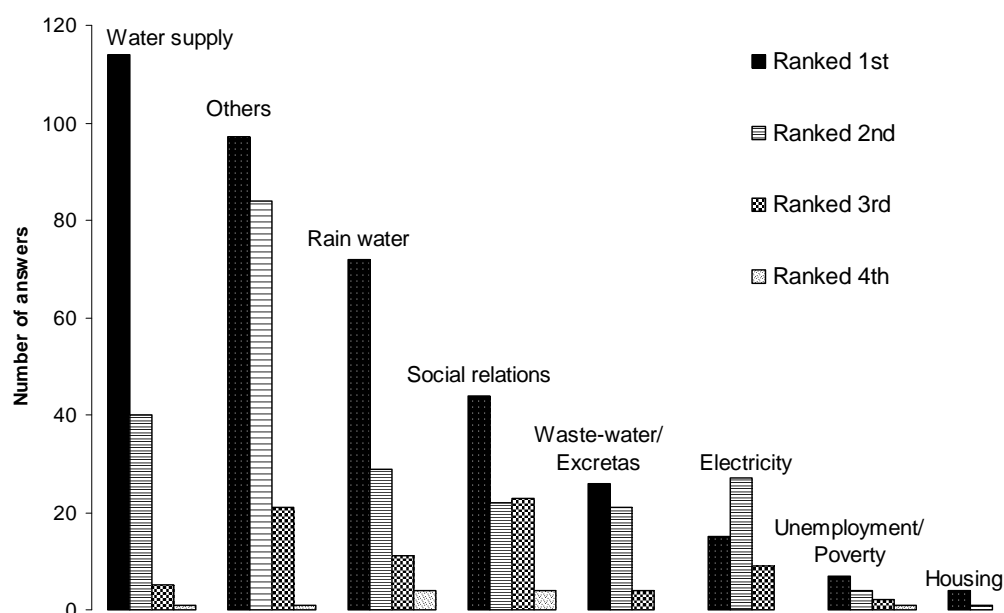 120
100
80
60
40
20
0
Number of answers
Water supply
Others
Rain water
Social relations
Waste-water/
Excretas
Electricity
Unemployment/
Poverty
Housing
Ranked 1st
Ranked 2nd
Ranked 3rd
Ranked 4th